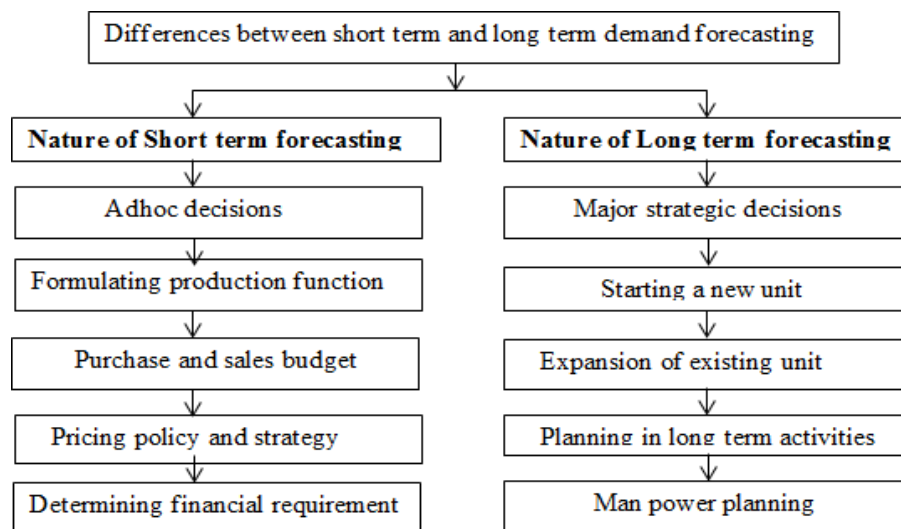 Differences between short term and long term demand forecasting
Nature of Short term forecasting
Nature of Long term forecasting
Adhoc decisions
Major strategic decisions
Formulating production function
Starting a new unit
Purchase and sales budget
Expansion of existing unit
Pricing policy and strategy
Planning in long term activities
Determining financial requirement
Man power planning